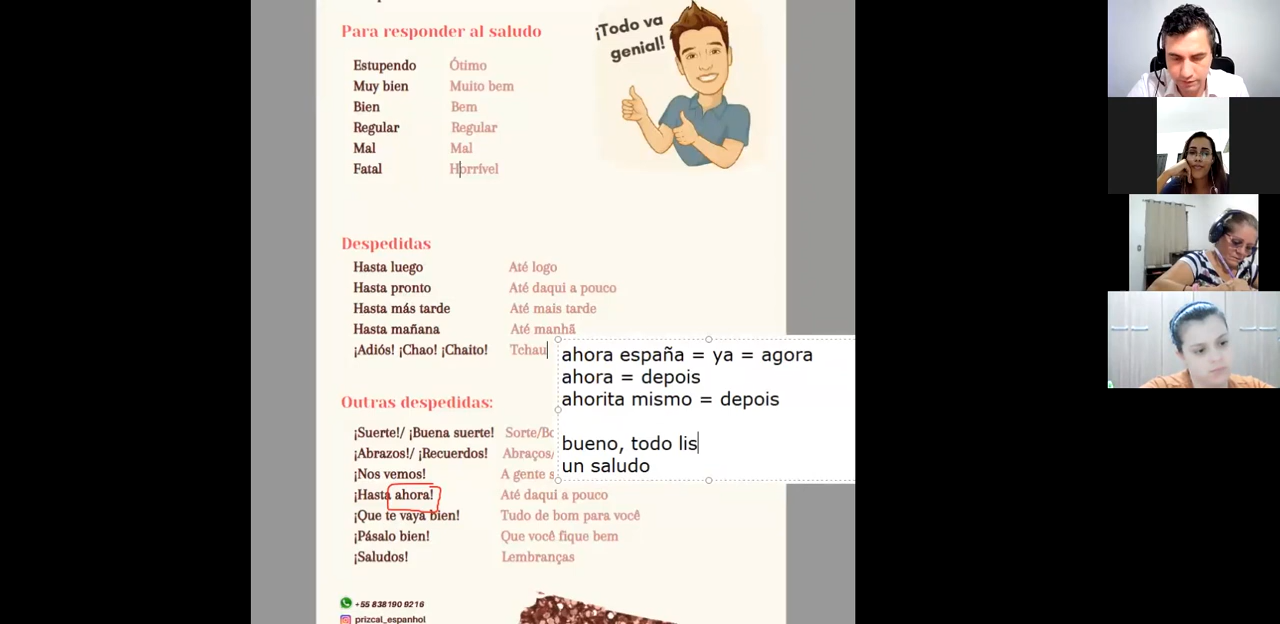 Para responder al saludo
¡Todo va
genial!
Estupendo Ótimo
Muy bien Muito bem
Bien Bem
Regular Regular
Mal Mal
Fatal Horrível
Despedidas
Hasta luego Até logo
Hasta pronto Até daqui a pouco
Hasta más tarde Até mais tarde
Hasta mañana Até manhã
¡Adiós! ¡Chao! ¡Chaito! Tchau
ahora españa = ya = agora
ahora = depois
ahorita mismo = depois
bueno, todo lis
un saludo
Outras despedidas:
¡Suerte!/ ¡Buena suerte! Sorte/Bo
¡Abrazos!/ ¡Recuerdos! Abraços/
¡Nos vemos! A gente s
¡Hasta ahora! Até daqui a pouco
¡Que te vaya bien! Tudo de bom para você
¡Pásalo bien! Que você fique bem
¡Saludos! Lembranças
+55 838190 9216
prizcal_espanhol